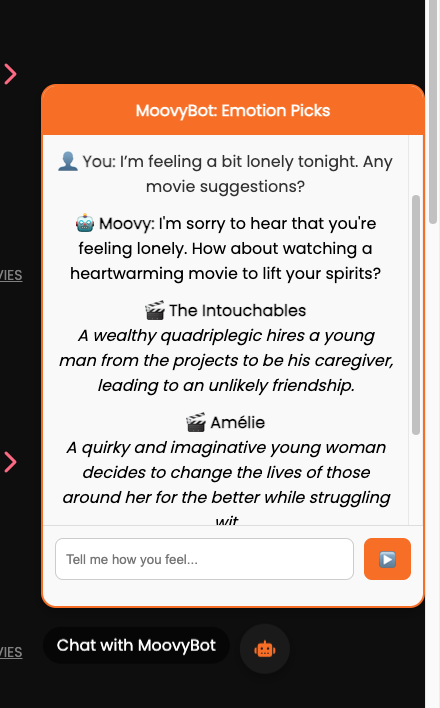 MoovyBot: Emotion Picks
👤 You: I’m feeling a bit lonely tonight. Any
movie suggestions?
🤖 Moovy: I'm sorry to hear that you're
feeling lonely. How about watching a
heartwarming movie to lift your spirits?
🎬 The Intouchables
A wealthy quadriplegic hires a young
man from the projects to be his caregiver,
leading to an unlikely friendship.
🎬 Amélie
A quirky and imaginative young woman
decides to change the lives of those
around her for the better while struggling
wit
VIES
Tell me how you feel...
VIES
Chat with MoovyBot